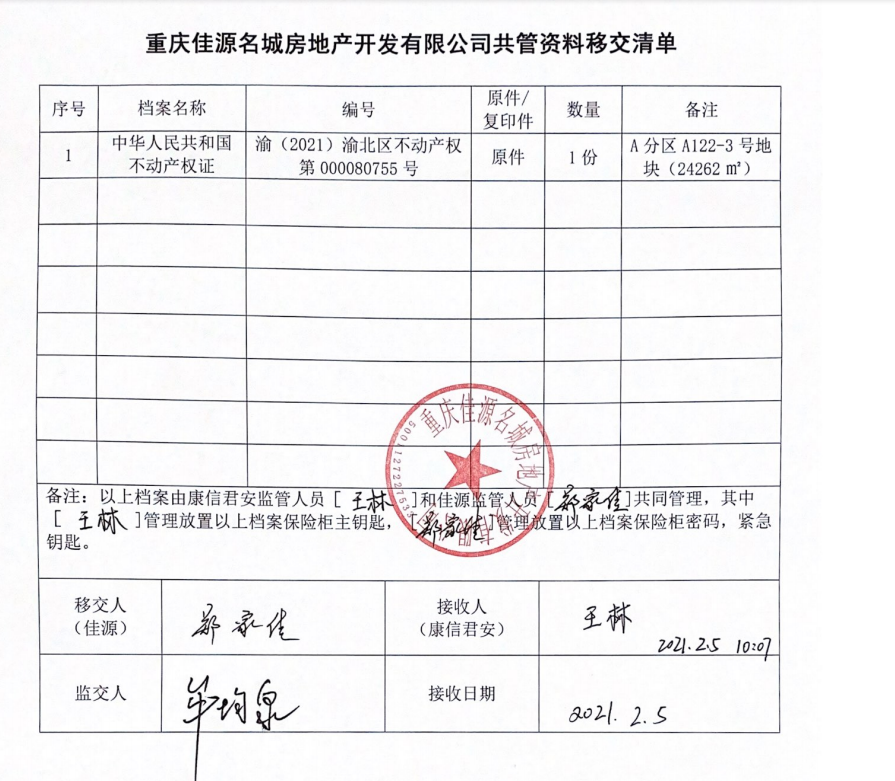 重庆佳源名城房地产开发有限公司共管资料移交清单
序号 档案名称 编号 原件/复印件 数量 备注
1 中华人民共和国不动产权证 渝（2021）渝北区不动产权第 000080755 号 原件 1 份 A 分区 A122-3 号地块（24262 ㎡）
重庆佳源名城房地产开发有限
备注：以上档案由康信君安监管人员［王林］和佳源监管人员［郑家佳］共同管理，其中
［王林］管理放置以上档案保险柜主钥匙，［郑家佳］管理放置以上档案保险柜密码，紧急
钥匙。
移交人（佳源） 郑家佳 接收人（康信君安） 王林
2021.2.5 10:07
监交人 接收日期 2021. 2.5